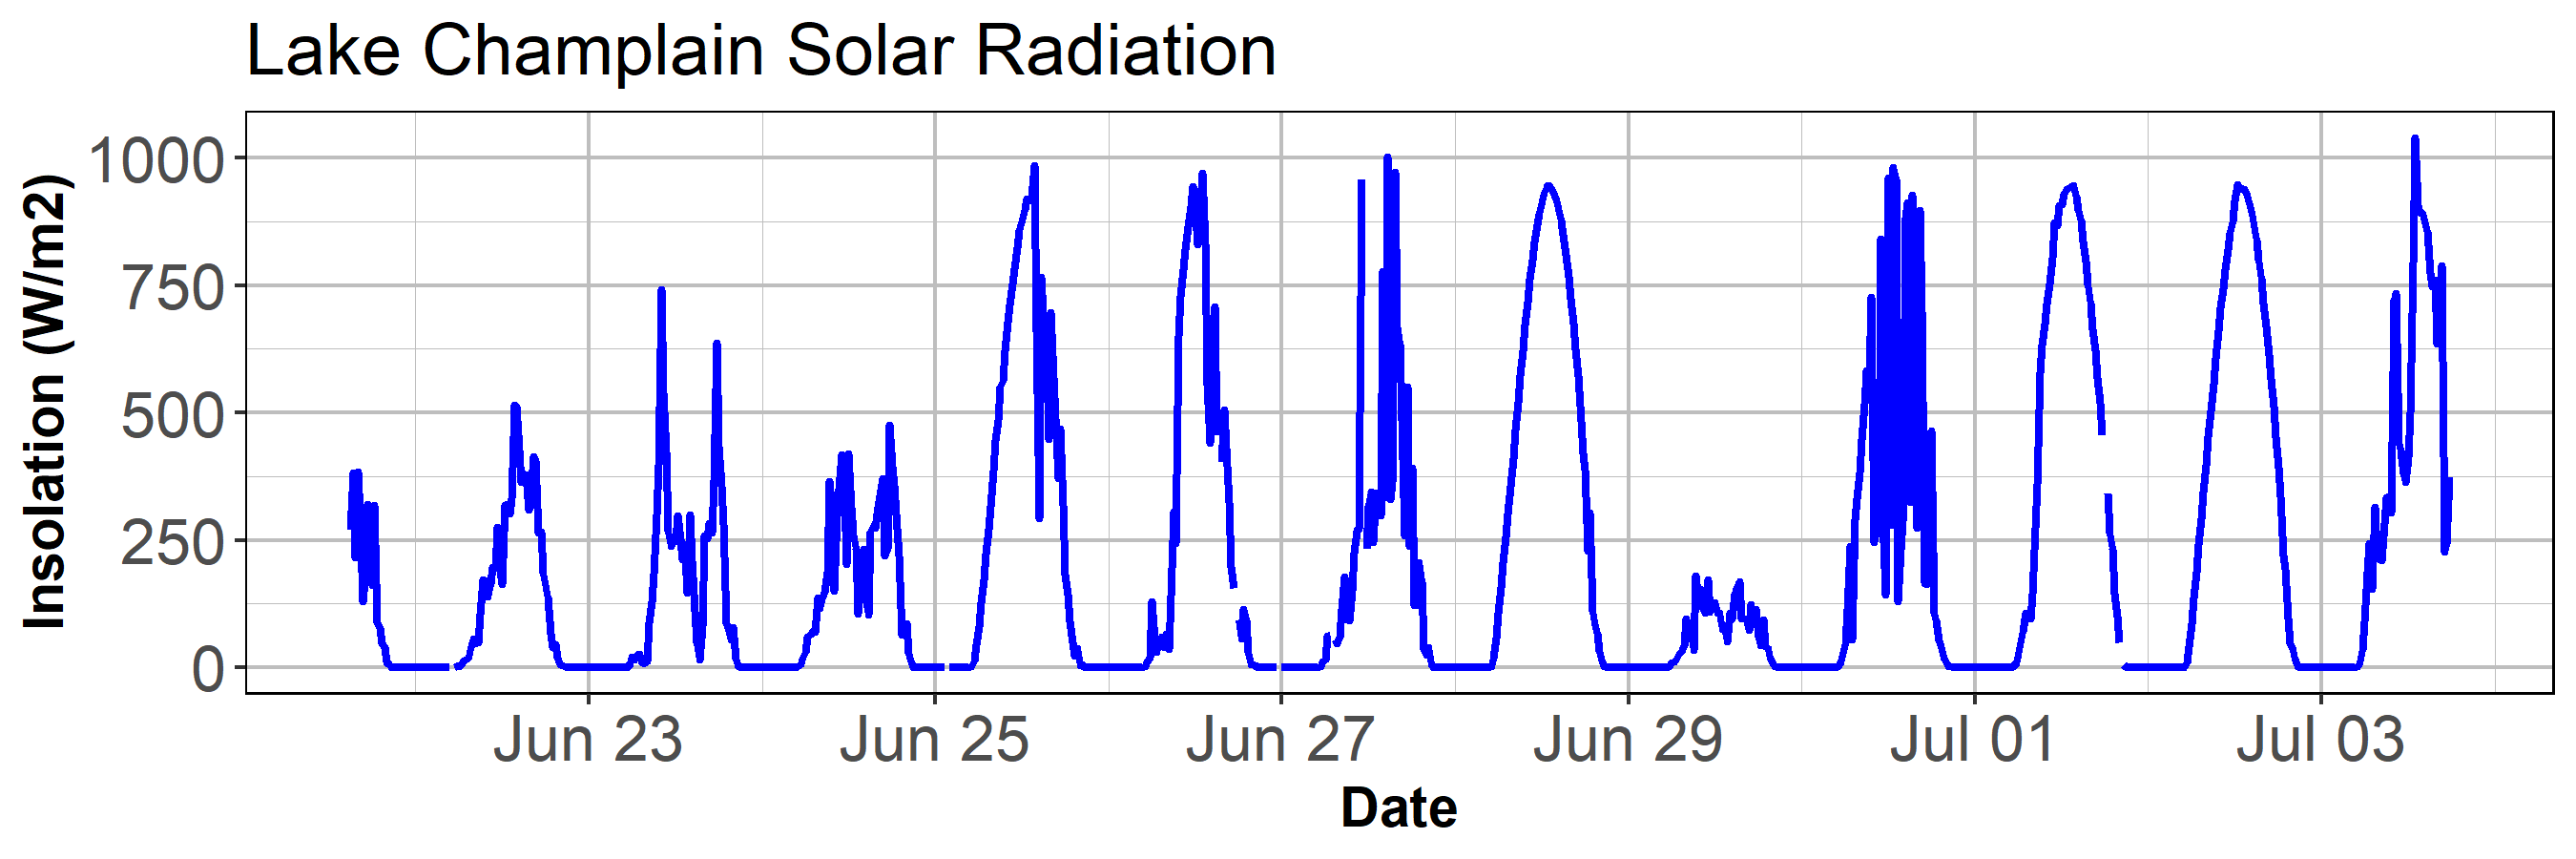 Lake Champlain Solar Radiation
Insolation (W/m2)
1000
750
500
250
0
Jun 23 Jun 25 Jun 27 Jun 29 Jul 01 Jul 03
Date